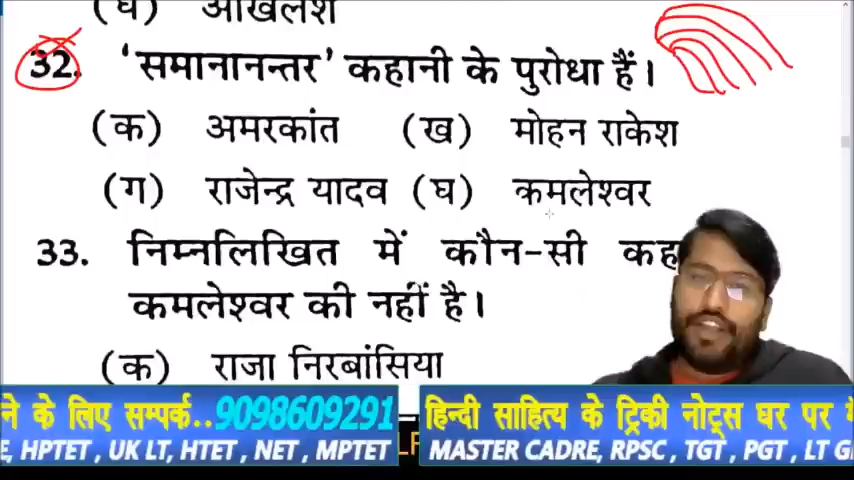 (घ) अखिलेश
32. ‘समानानन्तर’ कहानी के पुरोधा हैं।
(क) अमरकांत (ख) मोहन राकेश
(ग) राजेन्द्र यादव (घ) कमलेश्वर
33. निम्नलिखित में कौन-सी
कमलेश्वर की नहीं है।
(क) राजा निरबंसिया
ने के लिए सम्पर्क..9098609291
हिन्दी साहित्य के ट्रिकी नोट्स घर पर
E, HPTET , UK LT, HTET , NET , MPTET
MASTER CADRE, RPSC , TGT , PGT , LT